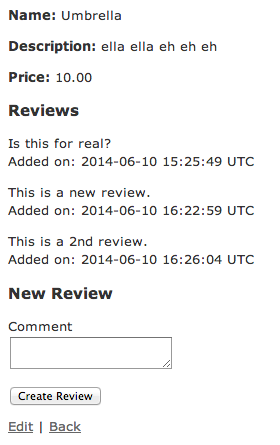 Name: Umbrella
Description: ella ella eh eh eh
Price: 10.00
Reviews
Is this for real?
Added on: 2014-06-10 15:25:49 UTC
This is a new review.
Added on: 2014-06-10 16:22:59 UTC
This is a 2nd review.
Added on: 2014-06-10 16:26:04 UTC
New Review
Comment
Create Review
Edit | Back